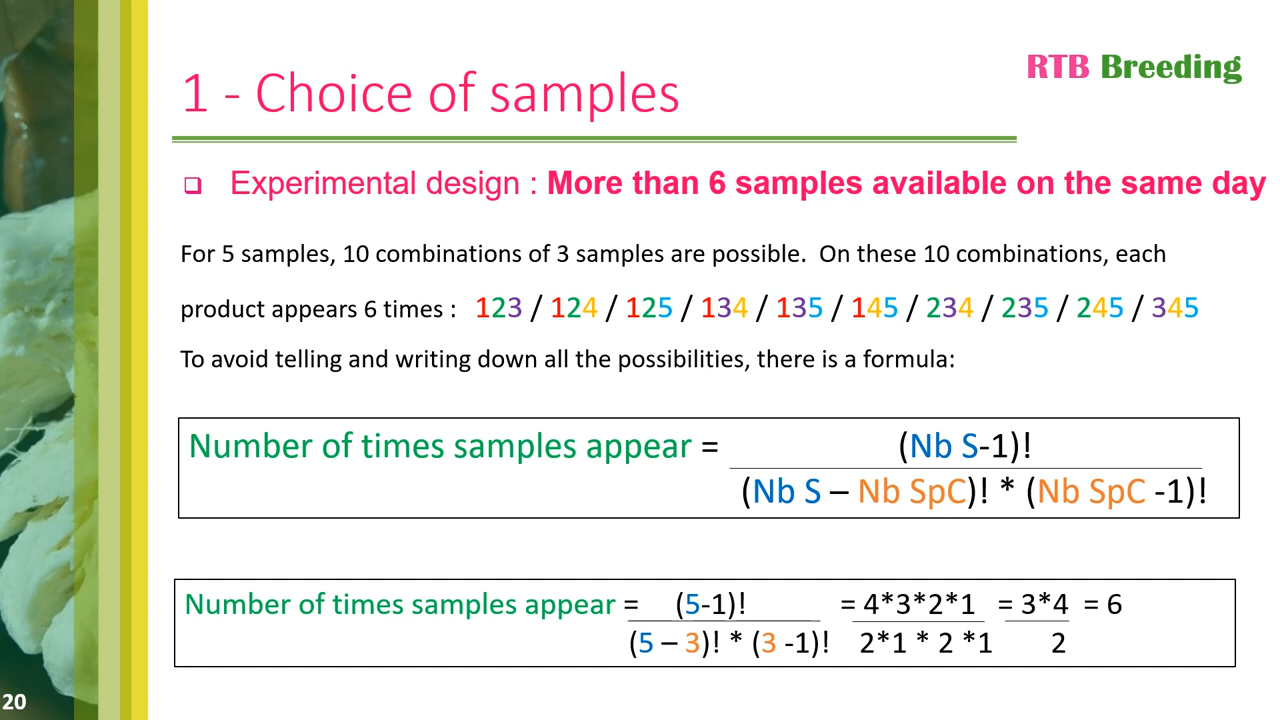 RTB Breeding
1 - Choice of samples
❑ Experimental design : More than 6 samples available on the same day
For 5 samples, 10 combinations of 3 samples are possible. On these 10 combinations, each
product appears 6 times : 123 / 124 / 125 / 134 / 135 / 145 / 234 / 235 / 245 / 345
To avoid telling and writing down all the possibilities, there is a formula:
Number of times samples appear = (Nb S-1)!
(Nb S – Nb SpC)! * (Nb SpC -1)!
Number of times samples appear = (5-1)! = 4*3*2*1 = 3*4 = 6
(5 – 3)! * (3 -1)! 2*1 * 2 *1 2
20